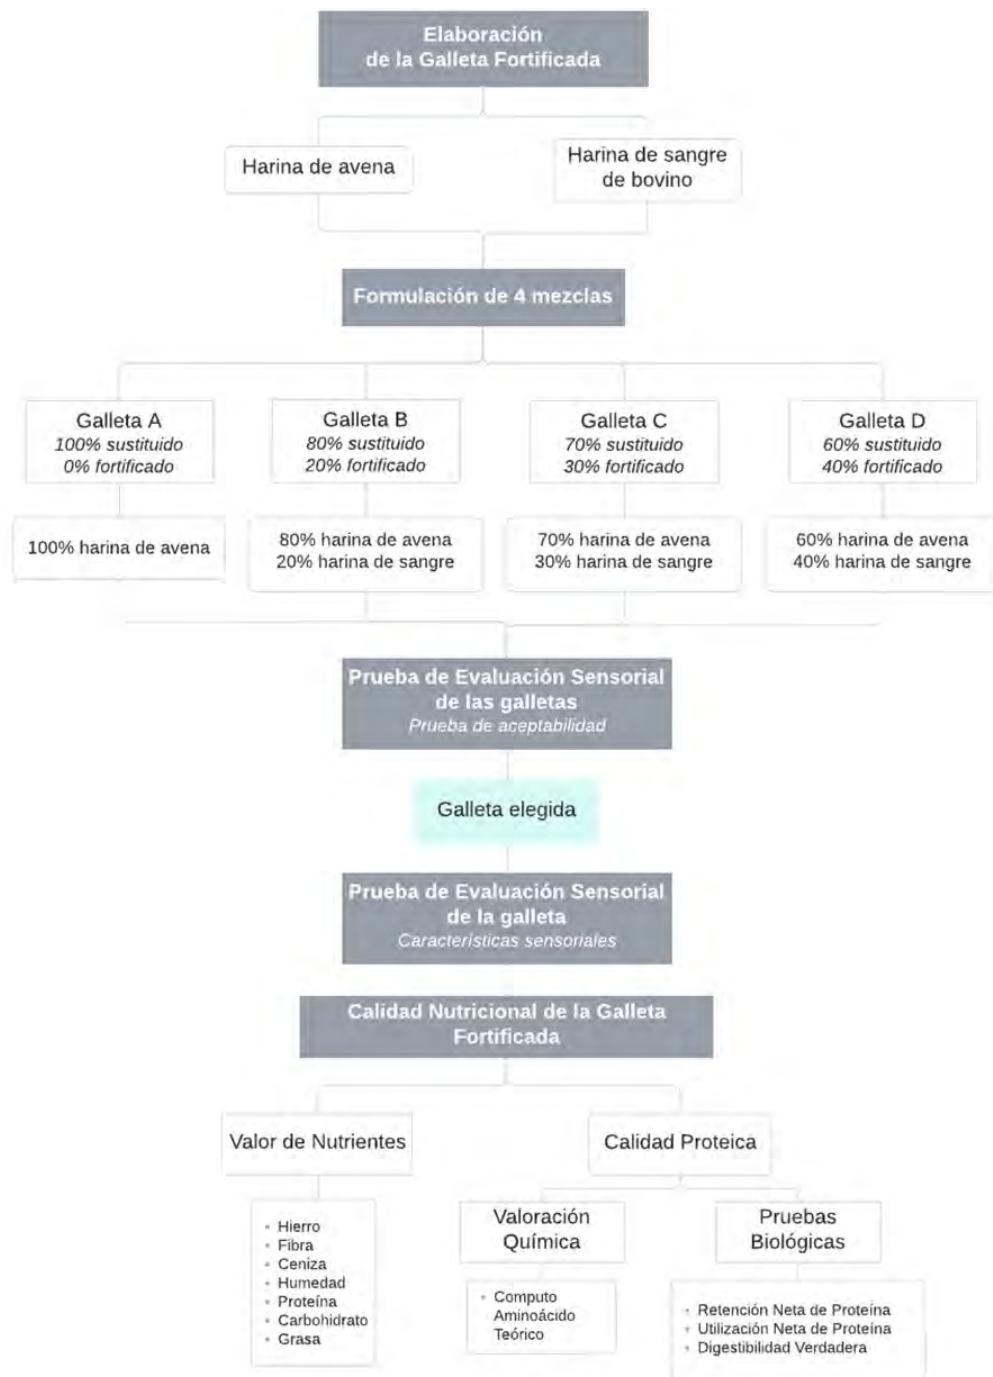 Elaboración
de la Galleta Fortificada
Harina de avena
Harina de sangre
de bovino
Formulación de 4 mezclas
Galleta A
100% sustituido
0% fortificado
Galleta B
80% sustituido
20% fortificado
Galleta C
70% sustituido
30% fortificado
Galleta D
60% sustituido
40% fortificado
100% harina de avena
80% harina de avena
20% harina de sangre
70% harina de avena
30% harina de sangre
60% harina de avena
40% harina de sangre
Prueba de Evaluación Sensorial
de las galletas
Prueba de aceptabilidad
Galleta elegida
Prueba de Evaluación Sensorial
de la galleta
Características sensoriales
Calidad Nutricional de la Galleta
Fortificada
Valor de Nutrientes
Calidad Proteica
• Hierro
• Fibra
• Ceniza
• Humedad
• Proteína
• Carbohidrato
• Grasa
Valoración
Química
Pruebas
Biológicas
• Computo
Aminoácido
Teórico
• Retención Neta de Proteína
• Utilización Neta de Proteína
• Digestibilidad Verdadera